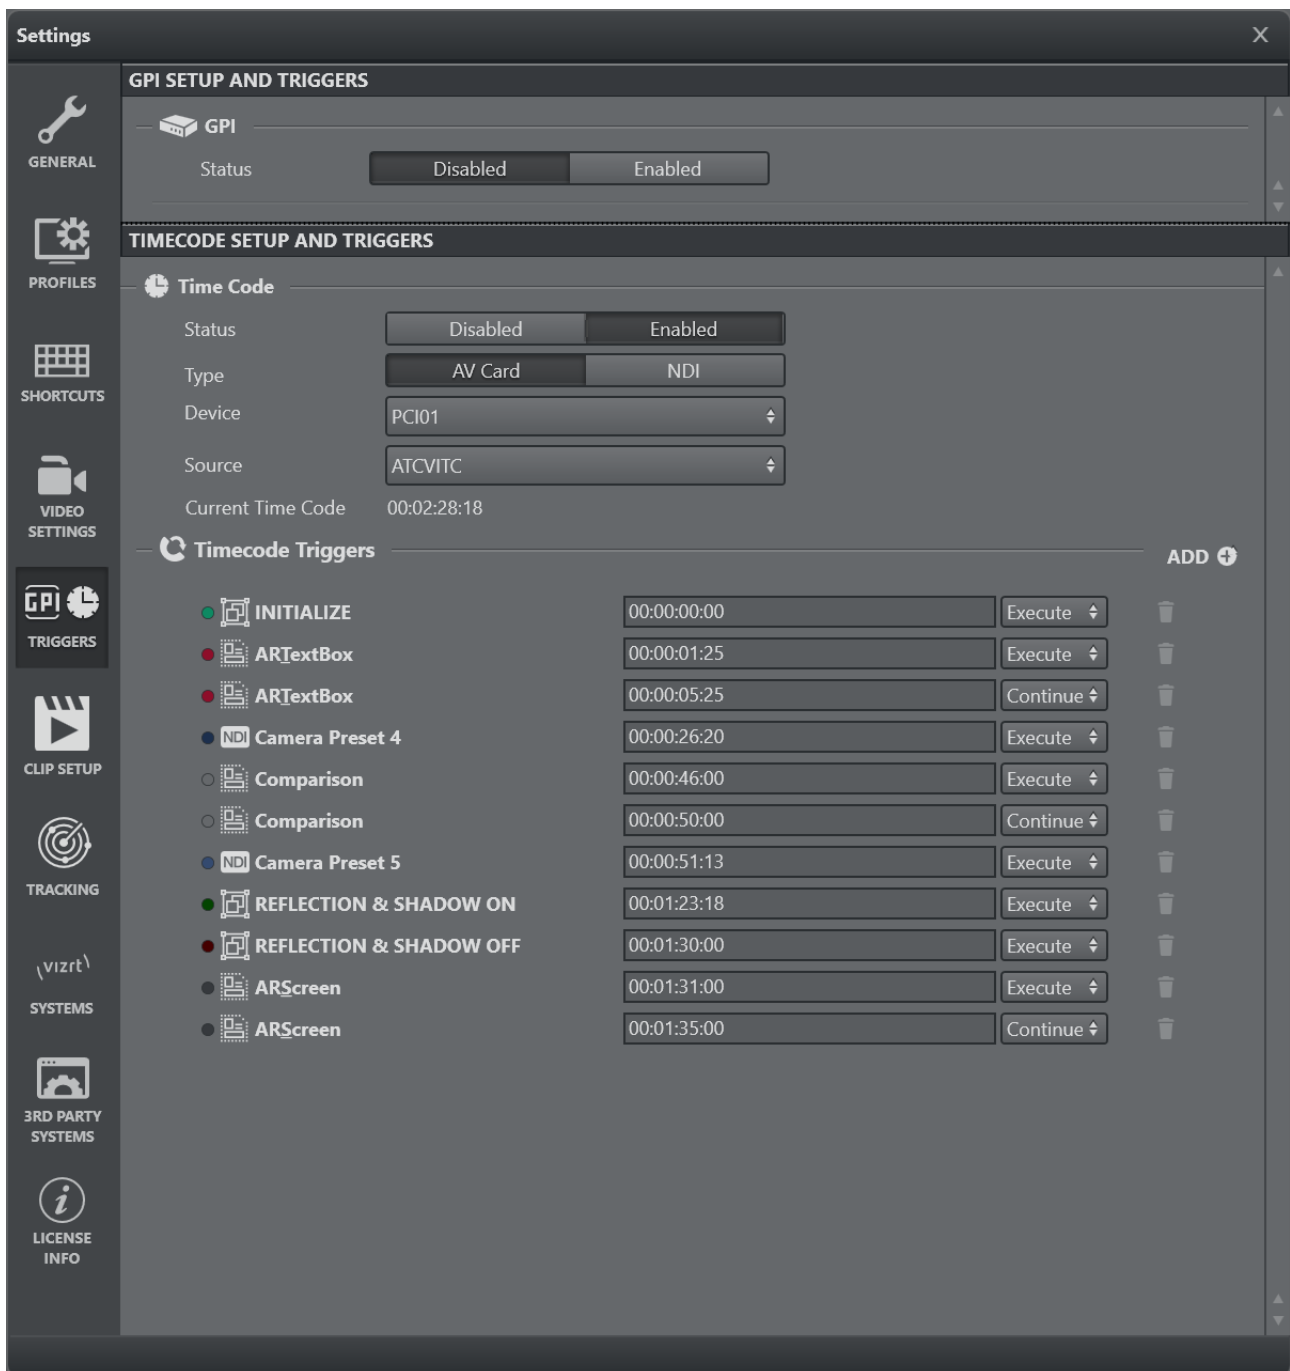 Settings X
GPI SETUP AND TRIGGERS
GPI
Status Disabled Enabled
TIMECODE SETUP AND TRIGGERS
Time Code
Status Disabled Enabled
Type AV Card NDI
Device PCI01
Source ATCVITC
Current Time Code 00:02:28:18
Timecode Triggers ADD
INITIALIZE 00:00:00:00 Execute
ARTextBox 00:00:01:25 Execute
ARTextBox 00:00:05:25 Continue
NDI Camera Preset 4 00:00:26:20 Execute
Comparison 00:00:46:00 Execute
Comparison 00:00:50:00 Continue
NDI Camera Preset 5 00:00:51:13 Execute
REFLECTION & SHADOW ON 00:01:23:18 Execute
REFLECTION & SHADOW OFF 00:01:30:00 Execute
ARScreen 00:01:31:00 Execute
ARScreen 00:01:35:00 Continue
GENERAL
PROFILES
SHORTCUTS
VIDEO
SETTINGS
GPI
TRIGGERS
CLIP SETUP
TRACKING
vizrt
SYSTEMS
3RD PARTY
SYSTEMS
i
LICENSE
INFO